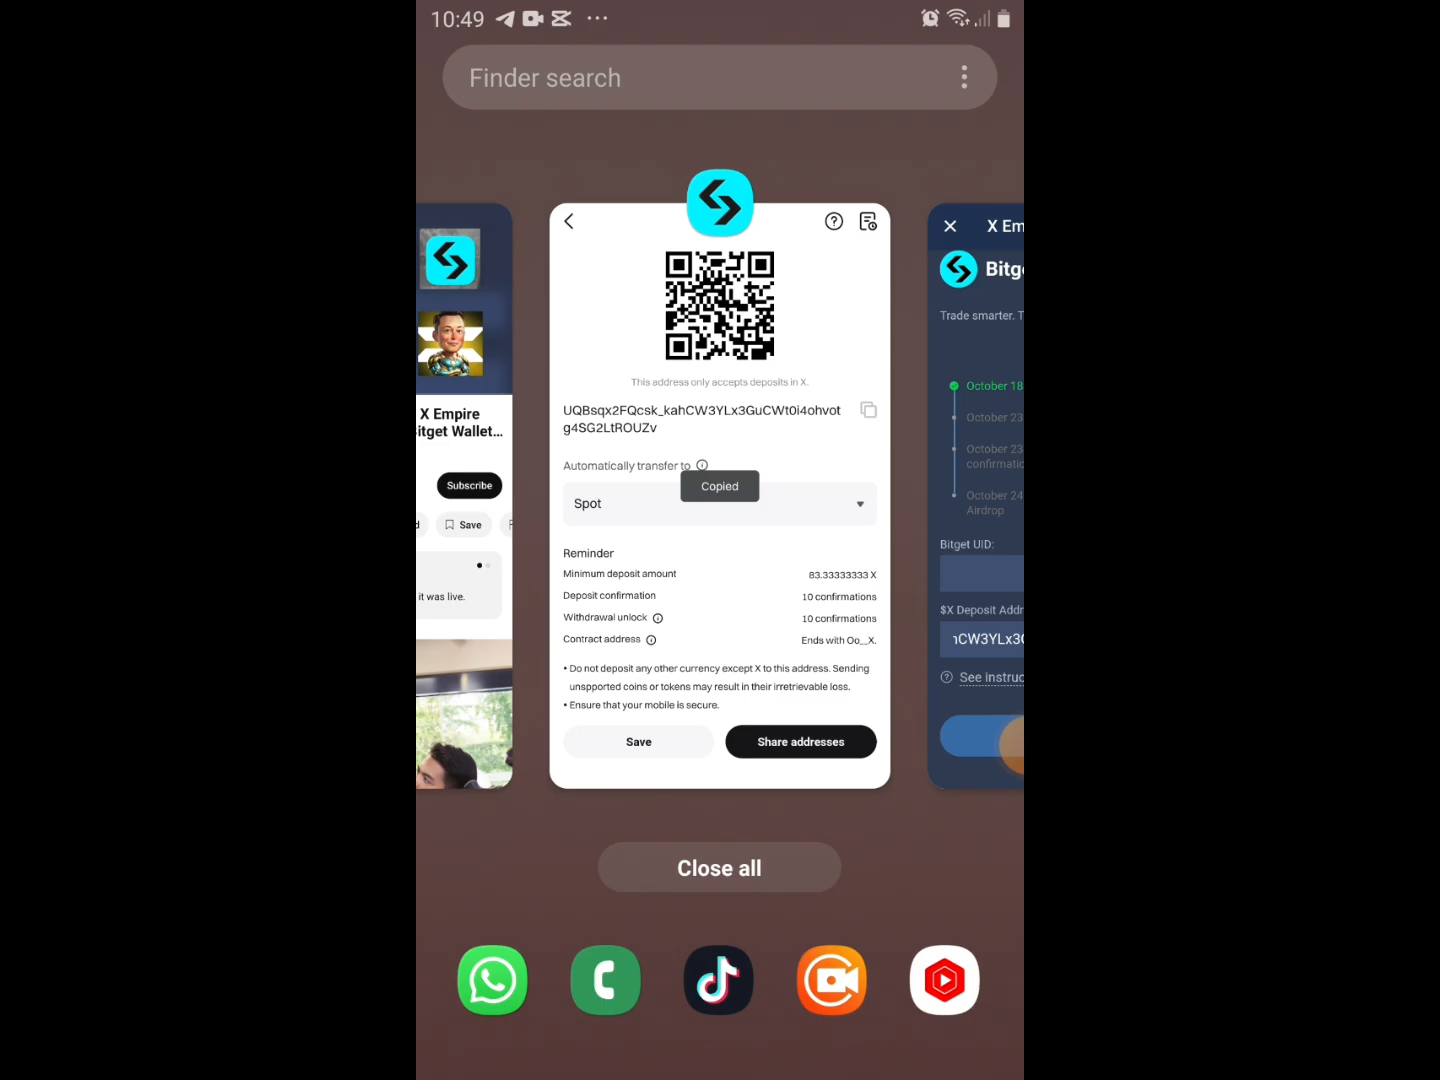 10:49
Finder search
X Empire
itget Wallet...
Subscribe
Save
it was live.
This address only accepts deposits in X.
UQBsqx2FQcsk_kahCW3YLx3GuCWt0i4ohvot
g4SG2LtROUZv
Automatically transfer to
Copied
Spot
Reminder
Minimum deposit amount 83.33333333 X
Deposit confirmation 10 confirmations
Withdrawal unlock 10 confirmations
Contract address Ends with Oo__X.
• Do not deposit any other currency except X to this address. Sending
unspported coins or tokens may result in their irretrievable loss.
• Ensure that your mobile is secure.
Save
Share addresses
X Em
Bitg
Trade smarter. T
October 18
October 23
October 23
confirmatic
October 24
Airdrop
Bitget UID:
$X Deposit Addr
CW3YLx3
See instruc
Close all